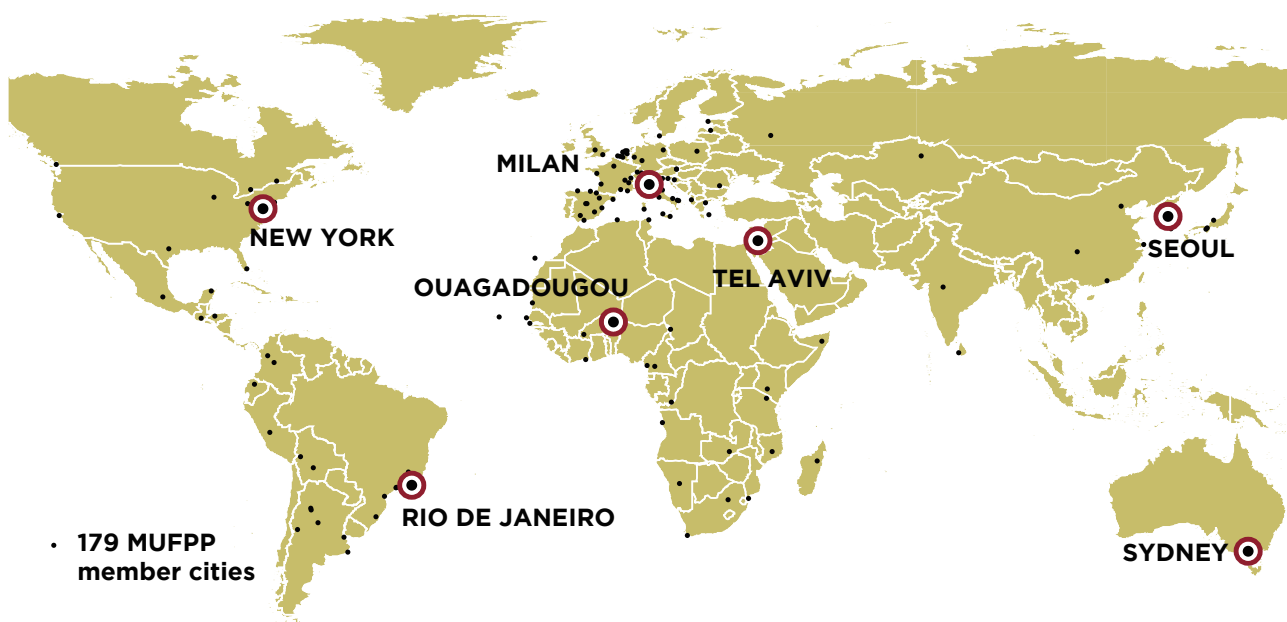 MILAN
NEW YORK
SEOUL
OUAGADOUGOU
TEL AVIV
RIO DE JANEIRO
179 MUFPP
member cities
SYDNEY